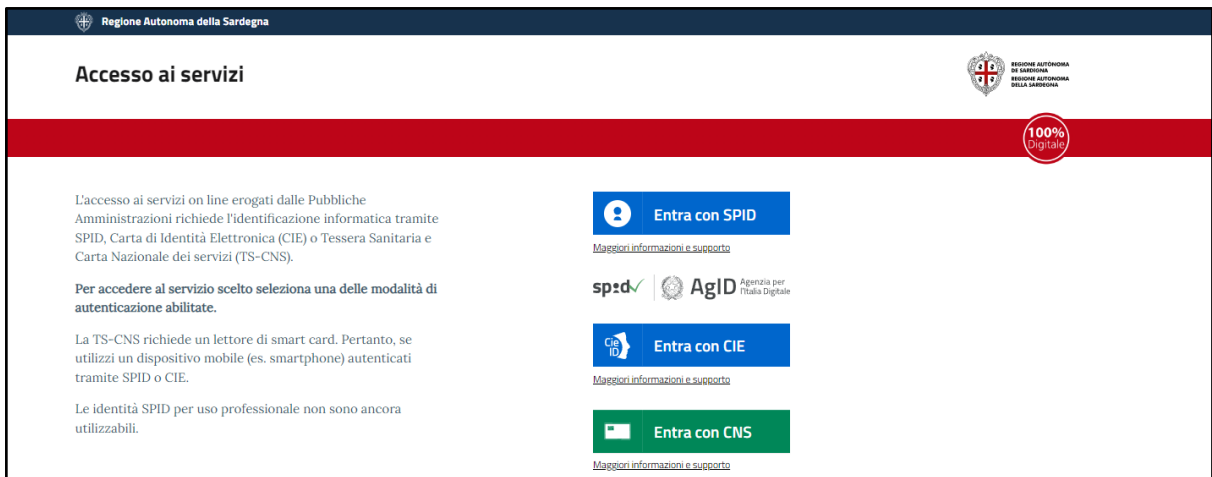 Regione Autonoma della Sardegna
Accesso ai servizi
REGIONE AUTÒNOMA
DE SARDIGNA
REGIONE AUTONOMA
DELLA SARDEGNA
100%
Digitale
L'accesso ai servizi on line erogati dalle Pubbliche
Amministrazioni richiede l'identificazione informatica tramite
SPID, Carta di Identità Elettronica (CIE) o Tessera Sanitaria e
Carta Nazionale dei servizi (TS-CNS).
Per accedere al servizio scelto seleziona una delle modalità di
autenticazione abilitate.
La TS-CNS richiede un lettore di smart card. Pertanto, se
utilizzi un dispositivo mobile (es. smartphone) autenticati
tramite SPID o CIE.
Le identità SPID per uso professionale non sono ancora
utilizzabili.
Entra con SPID
Maggiori informazioni e supporto
sp:d AgID Agenzia per
l'Italia Digitale
Cie
ID
Entra con CIE
Maggiori informazioni e supporto
Entra con CNS
Maggiori informazioni e supporto